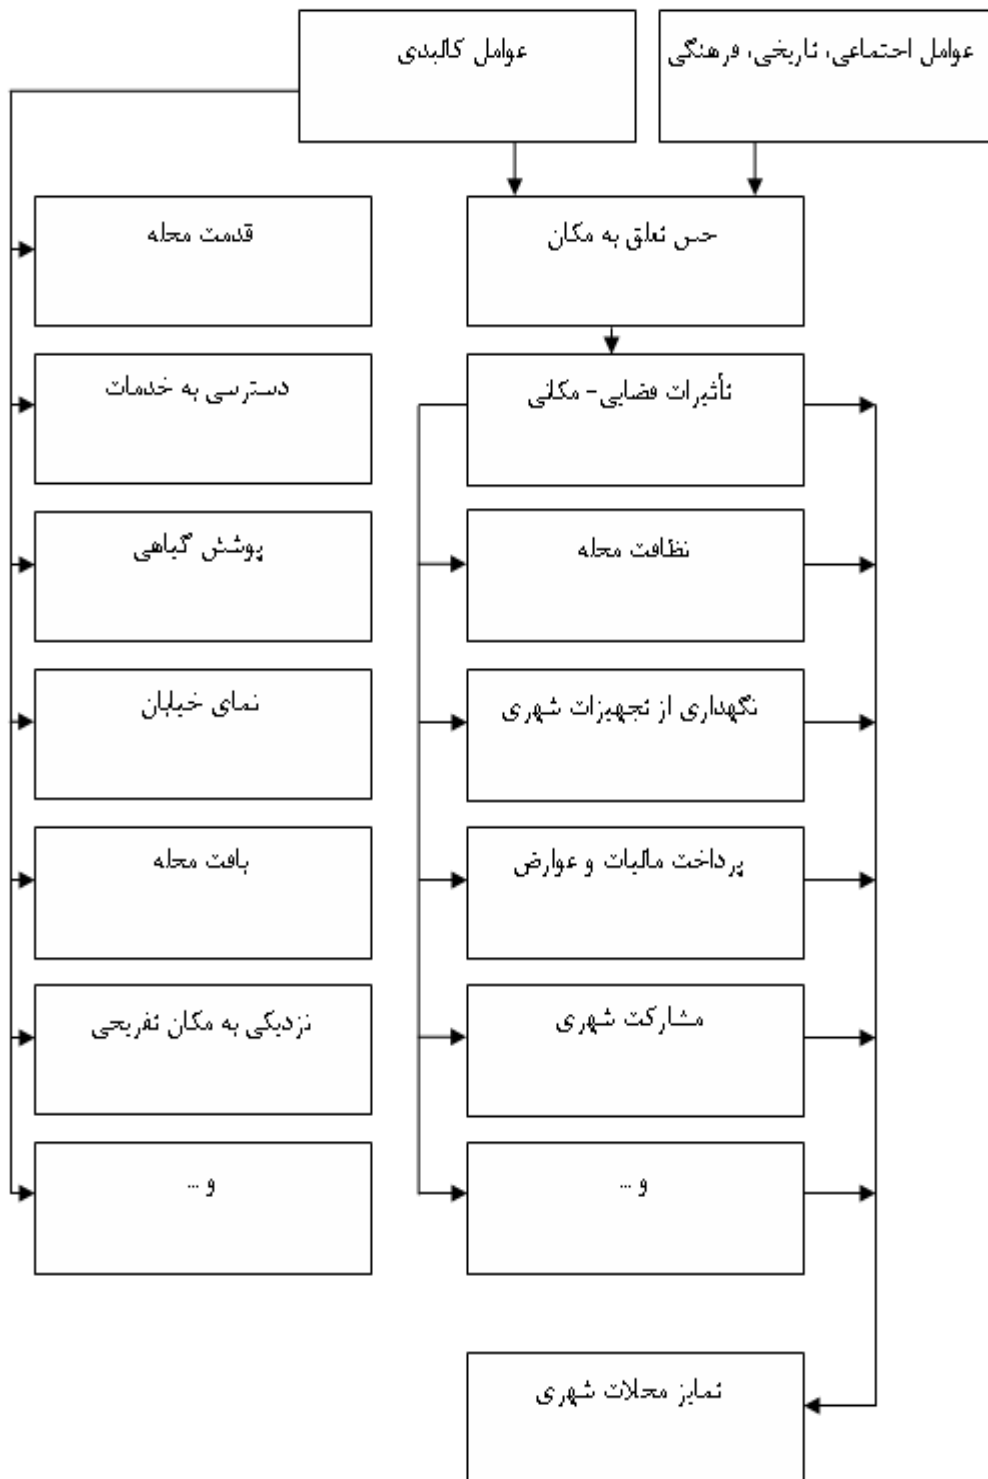 عوامل اجتماعی، تاریخی، فرهنگی
عوامل کالبدی
حس تعلق به مکان
قدمت محله
تأثیرات فضایی- مکانی
دسترسی به خدمات
نظافت محله
پوشش گیاهی
نگهداری از تجهیزات شهری
نمای خیابان
پرداخت مالیات و عوارض
بافت محله
مشارکت شهری
نزدیکی به مکان تفریحی
و ...
و ...
تمایز محلات شهری